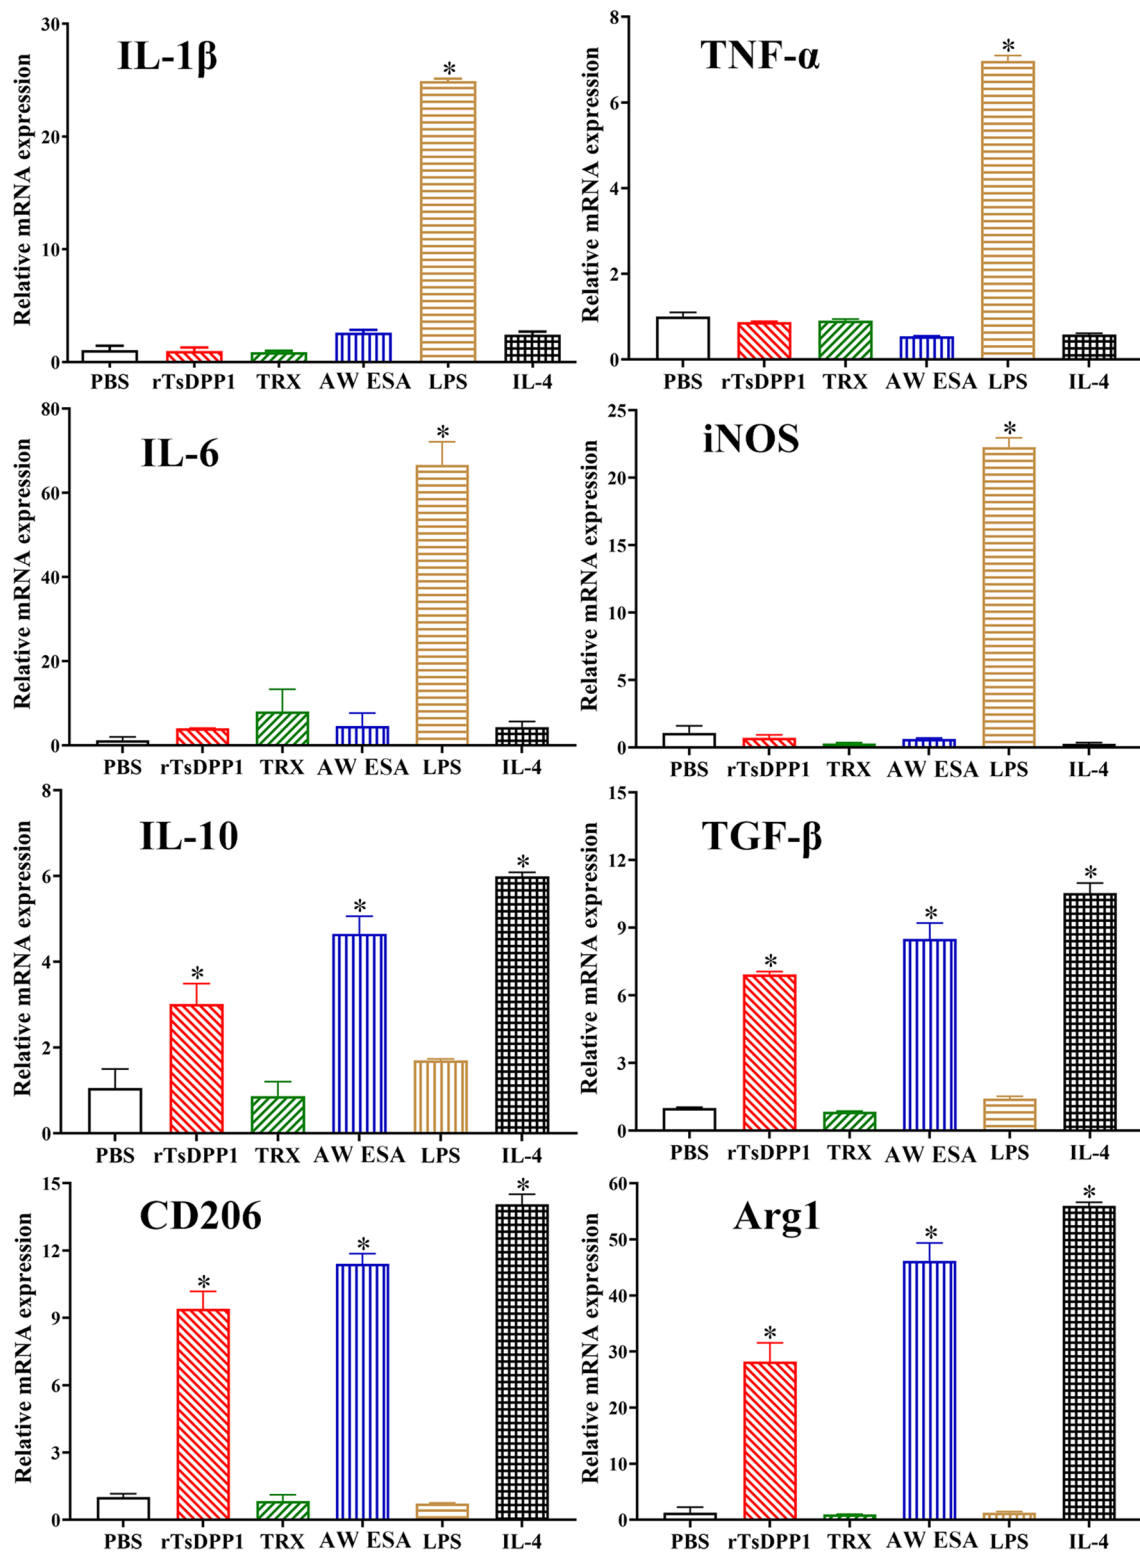 IL-1β
Relative mRNA expression
30
20
10
0
*
PBS rTsDPP1 TRX AW ESA LPS IL-4
TNF-α
Relative mRNA expression
8
6
4
2
0
*
PBS rTsDPP1 TRX AW ESA LPS IL-4
IL-6
Relative mRNA expression
80
60
40
20
0
*
PBS rTsDPP1 TRX AW ESA LPS IL-4
iNOS
Relative mRNA expression
25
20
15
10
5
0
*
PBS rTsDPP1 TRX AW ESA LPS IL-4
IL-10
Relative mRNA expression
8
6
4
2
0
* * *
PBS rTsDPP1 TRX AW ESA LPS IL-4
TGF-β
Relative mRNA expression
15
12
9
6
3
0
* * *
PBS rTsDPP1 TRX AW ESA LPS IL-4
CD206
Relative mRNA expression
15
12
9
6
3
0
* * *
PBS rTsDPP1 TRX AW ESA LPS IL-4
Arg1
Relative mRNA expression
60
50
40
30
20
10
0
* * *
PBS rTsDPP1 TRX AW ESA LPS IL-4